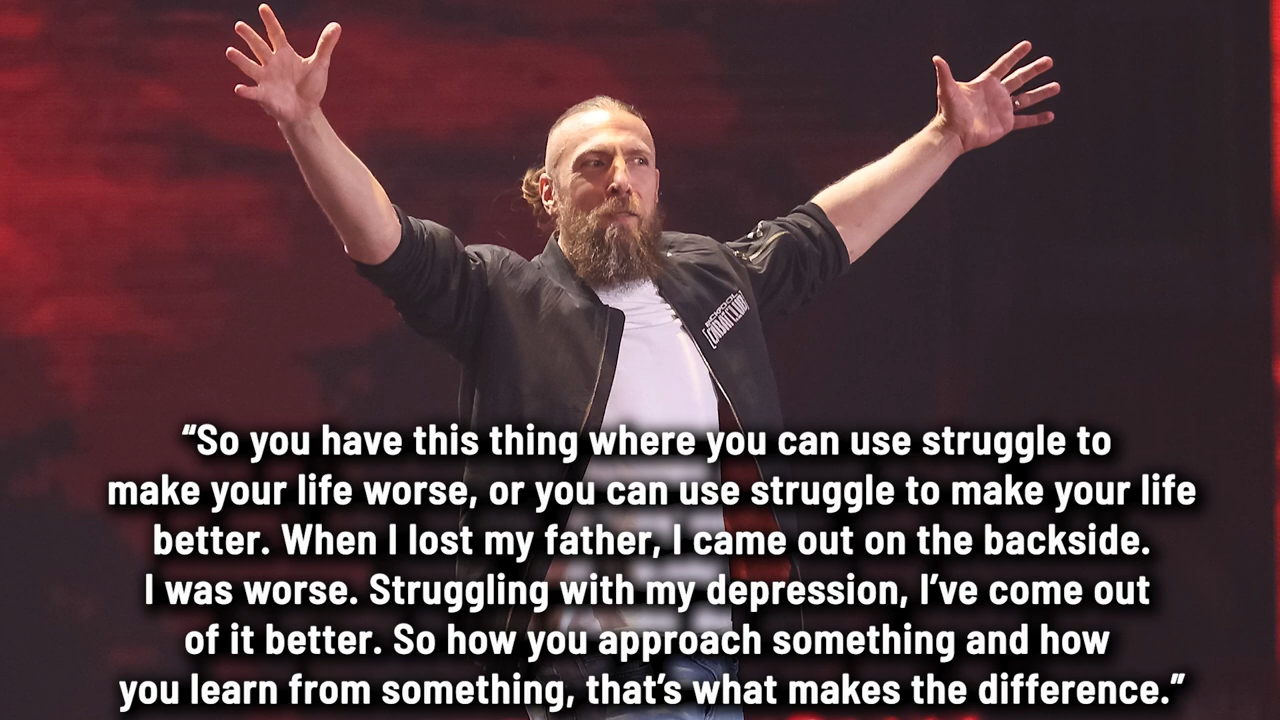 “So you have this thing where you can use struggle to
make your life worse, or you can use struggle to make your life
better. When I lost my father, I came out on the backside.
I was worse. Struggling with my depression, I’ve come out
of it better. So how you approach something and how
you learn from something, that’s what makes the difference.”